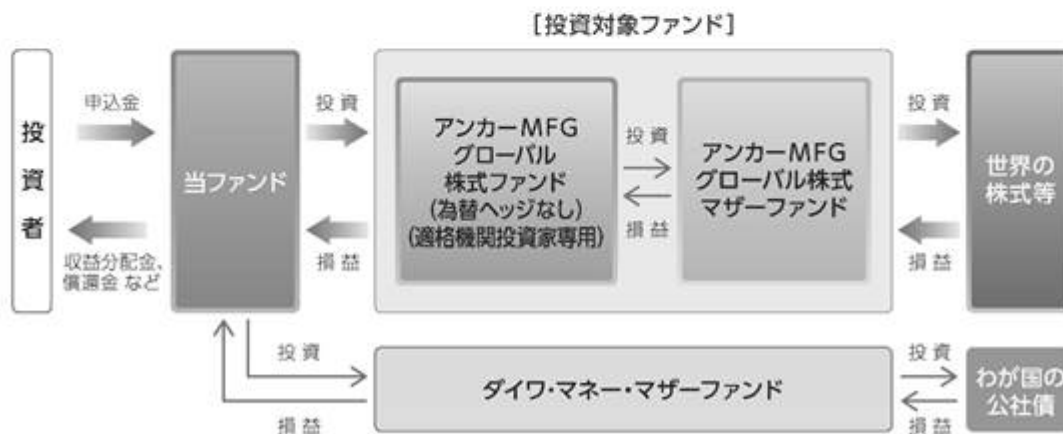 [投資対象ファンド]
投資者
申込金
収益分配金、
償還金 など
当ファンド
投資
損益
アンカーMFG
グローバル
株式ファンド
(為替ヘッジなし)
(適格機関投資家専用)
投資
損益
アンカーMFG
グローバル株式
マザーファンド
投資
損益
世界の
株式等
投資
損益
ダイワ・マネー・マザーファンド
投資
損益
わが国の
公社債